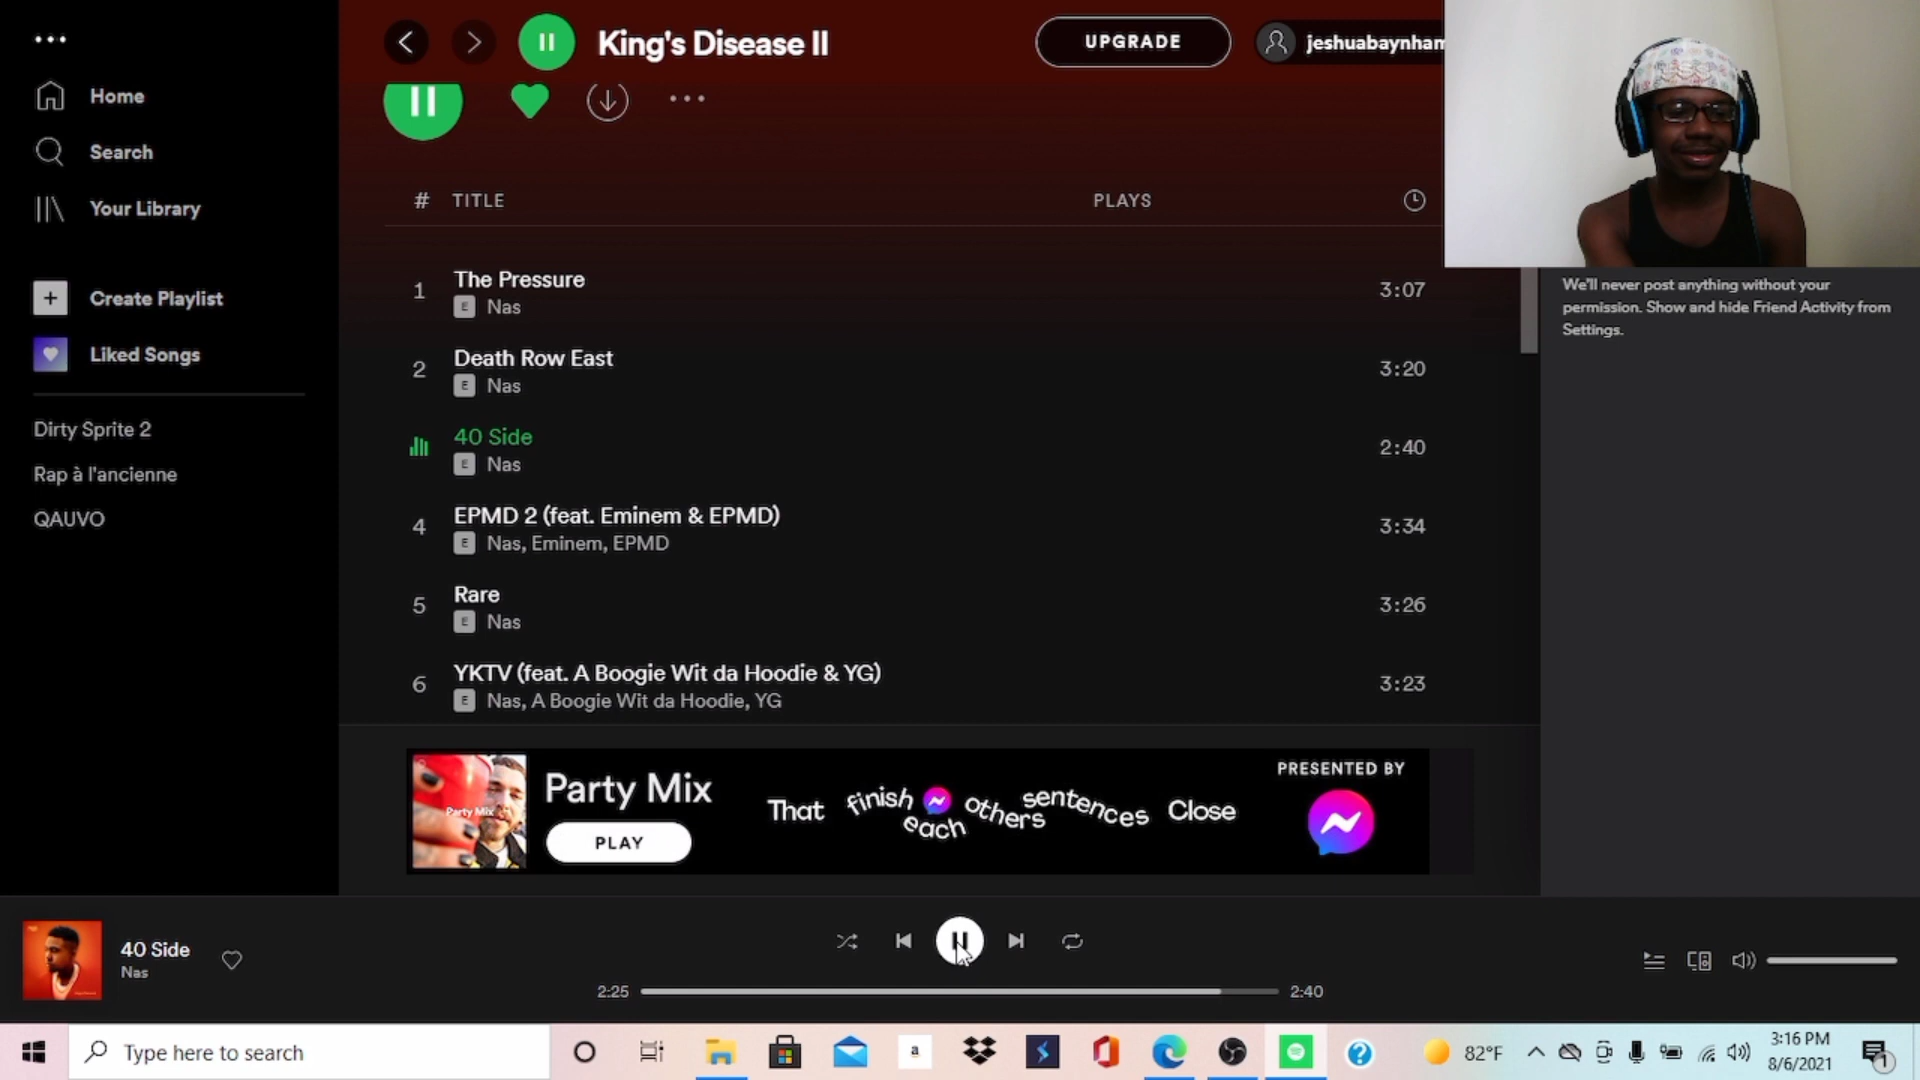 King's Disease II
UPGRADE
jeshuabaynham
Home
Search
Your Library
Create Playlist
Liked Songs
Dirty Sprite 2
Rap à l'ancienne
QAUVO
# TITLE PLAYS
1 The Pressure 3:07
E Nas
2 Death Row East 3:20
E Nas
40 Side 2:40
E Nas
4 EPMD 2 (feat. Eminem & EPMD) 3:34
E Nas, Eminem, EPMD
5 Rare 3:26
E Nas
6 YKTV (feat. A Boogie Wit da Hoodie & YG) 3:23
E Nas, A Boogie Wit da Hoodie, YG
We'll never post anything without your
permission. Show and hide Friend Activity from
Settings.
Party Mix
Party Mix
PLAY
That finish each others sentences Close
PRESENTED BY
40 Side
Nas
2:25
2:40
Type here to search
a
82°F
3:16 PM
8/6/2021
1